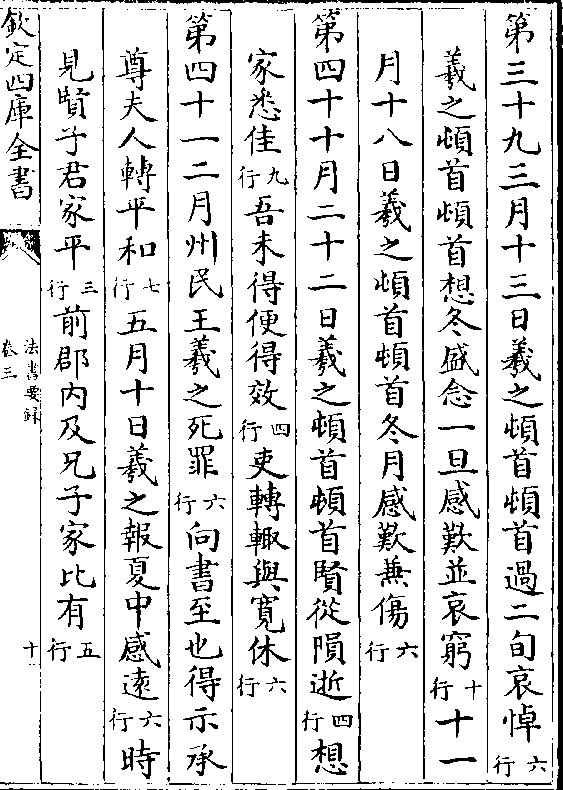 第三十九三月十三日羲之頓首頓首過二旬哀悼六行
羲之頓首頓首想冬盛念一旦感歎並哀窮十行十一
月十八日羲之頓首頓首冬月感歎兼傷六行
第四十十月二十二日羲之頓首頓首賢從隕逝四行想
家悉佳九行吾未得便得效四行吏轉輙與寛休六行
第四十一二月州民王羲之死罪六行向書至也得示承
尊夫人轉平和七行五月十日羲之報夏中感逺六行時
見賢子君家平三行前郡内及兄子家比有五行
欽定四庫全書
法書要録
卷三
十